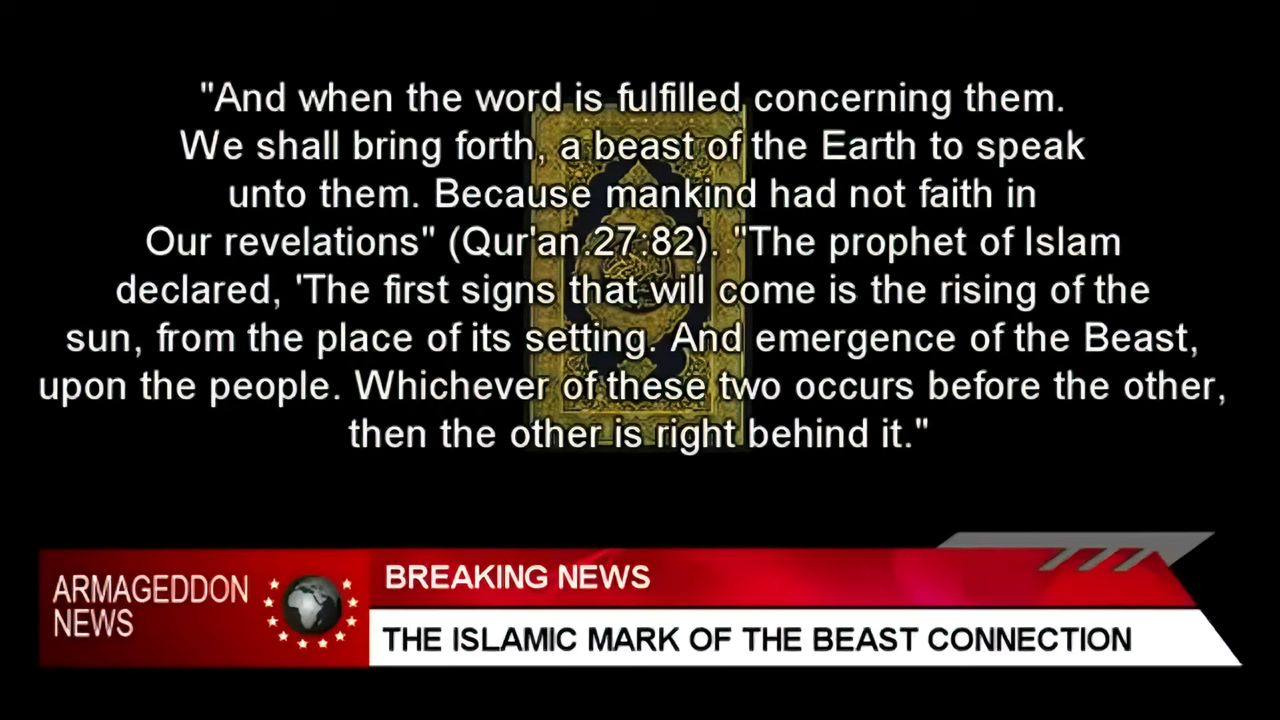 "And when the word is fulfilled concerning them.
We shall bring forth, a beast of the Earth to speak
unto them. Because mankind had not faith in
Our revelations" (Qur'an.27:82). "The prophet of Islam
declared, 'The first signs that will come is the rising of the
sun, from the place of its setting. And emergence of the Beast,
upon the people. Whichever of these two occurs before the other,
then the other is right behind it."
ARMAGEDDON
NEWS
BREAKING NEWS
THE ISLAMIC MARK OF THE BEAST CONNECTION